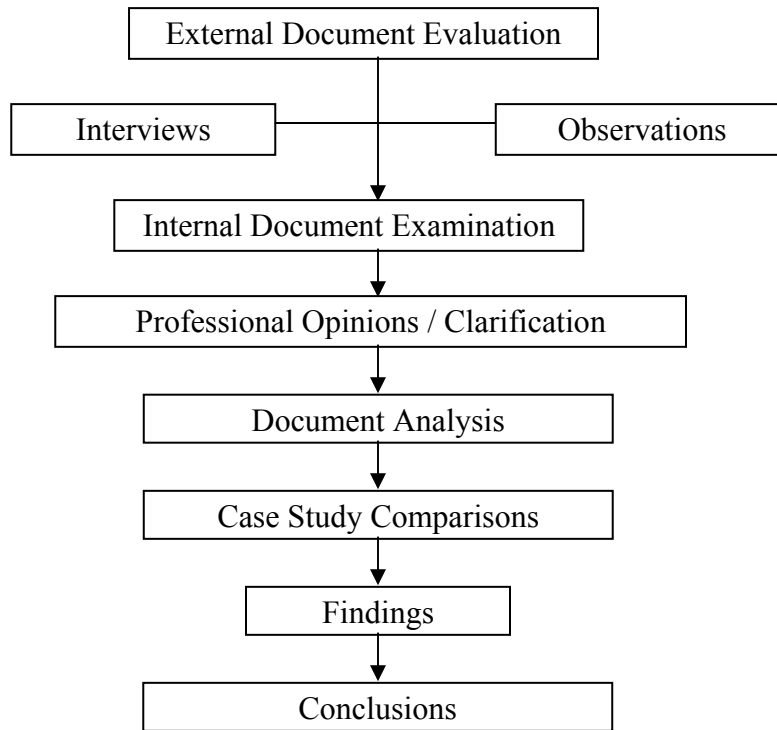 External Document Evaluation
Interviews
Observations
Internal Document Examination
Professional Opinions / Clarification
Document Analysis
Case Study Comparisons
Findings
Conclusions